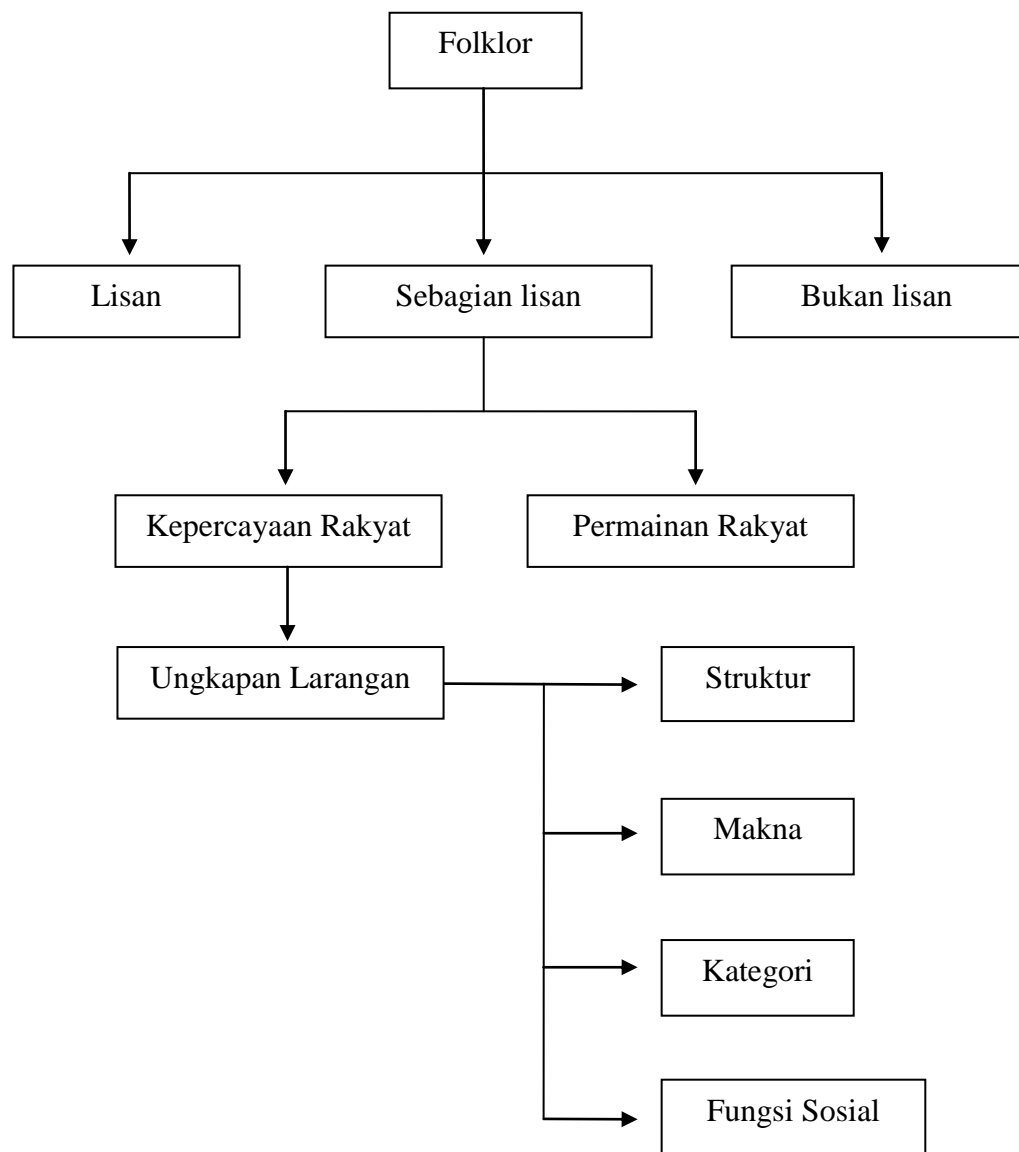 Folklor
Lisan
Sebagian lisan
Bukan lisan
Kepercayaan Rakyat
Permainan Rakyat
Ungkapan Larangan
Struktur
Makna
Kategori
Fungsi Sosial